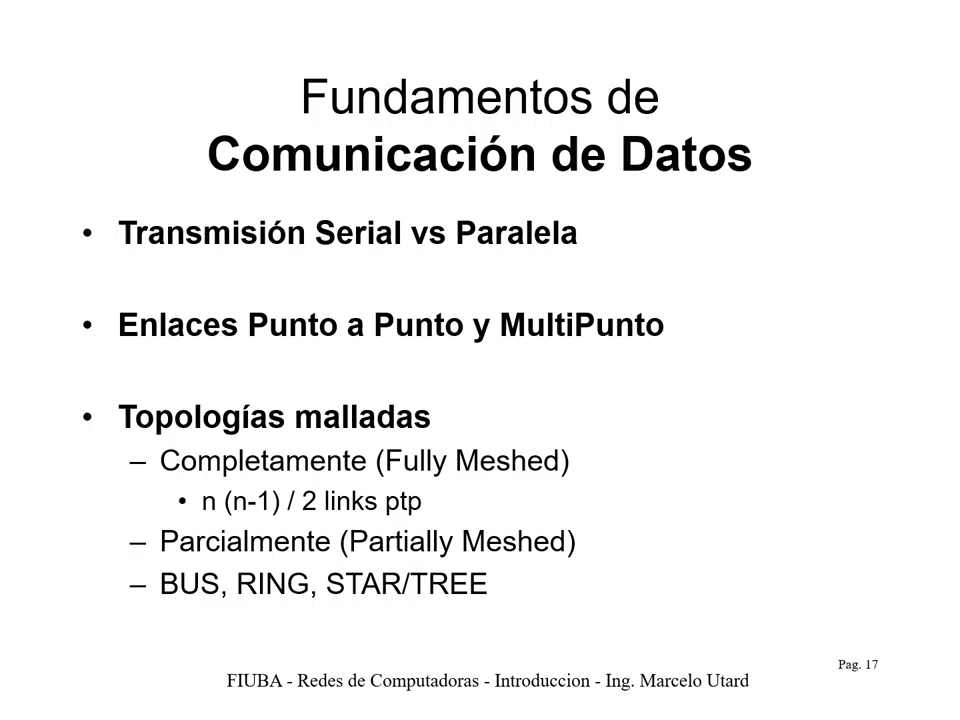 Fundamentos de
Comunicación de Datos
• Transmisión Serial vs Paralela
• Enlaces Punto a Punto y MultiPunto
• Topologías malladas
– Completamente (Fully Meshed)
• n (n-1) / 2 links ptp
– Parcialmente (Partially Meshed)
– BUS, RING, STAR/TREE
Pag. 17
FIUBA - Redes de Computadoras - Introduccion - Ing. Marcelo Utard